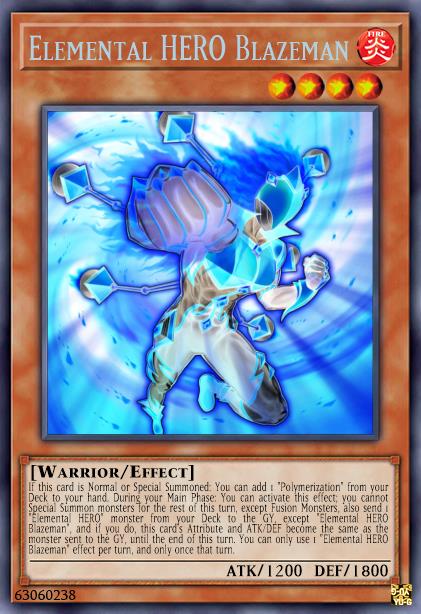 Elemental HERO Blazeman
FIRE
炎
[Warrior/Effect]
If this card is Normal or Special Summoned: You can add 1 "Polymerization" from your
Deck to your hand. During your Main Phase: You can activate this effect; you cannot
Special Summon monsters for the rest of this turn, except Fusion Monsters, also send 1
"Elemental HERO" monster from your Deck to the GY, except "Elemental HERO
Blazeman", and if you do, this card's Attribute and ATK/DEF become the same as the
monster sent to the GY, until the end of this turn. You can only use 1 "Elemental HERO
Blazeman" effect per turn, and only once that turn.
ATK/1200 DEF/1800
63060238